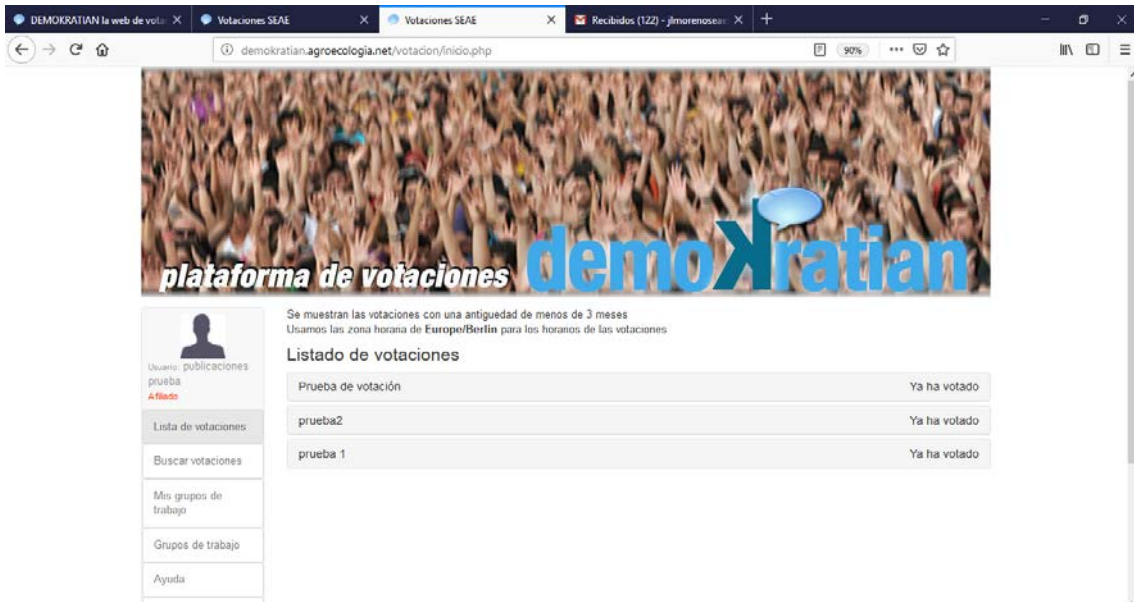 DEMOKRATIAN la web de vota
Votaciones SEAE
Votaciones SEAE
Recibidos (122) - jlmorenosean
demokratian.agroecologia.net/votacion/inicio.php
90%
plataforma de votaciones demoKratian
Se muestran las votaciones con una antiguedad de menos de 3 meses
Usamos las zona horaria de Europe/Berlin para los horarios de las votaciones
Listado de votaciones
Usuario: publicaciones
prueba
Afiliado
Prueba de votación Ya ha votado
prueba2 Ya ha votado
prueba 1 Ya ha votado
Lista de votaciones
Buscar votaciones
Mis grupos de
trabajo
Grupos de trabajo
Ayuda